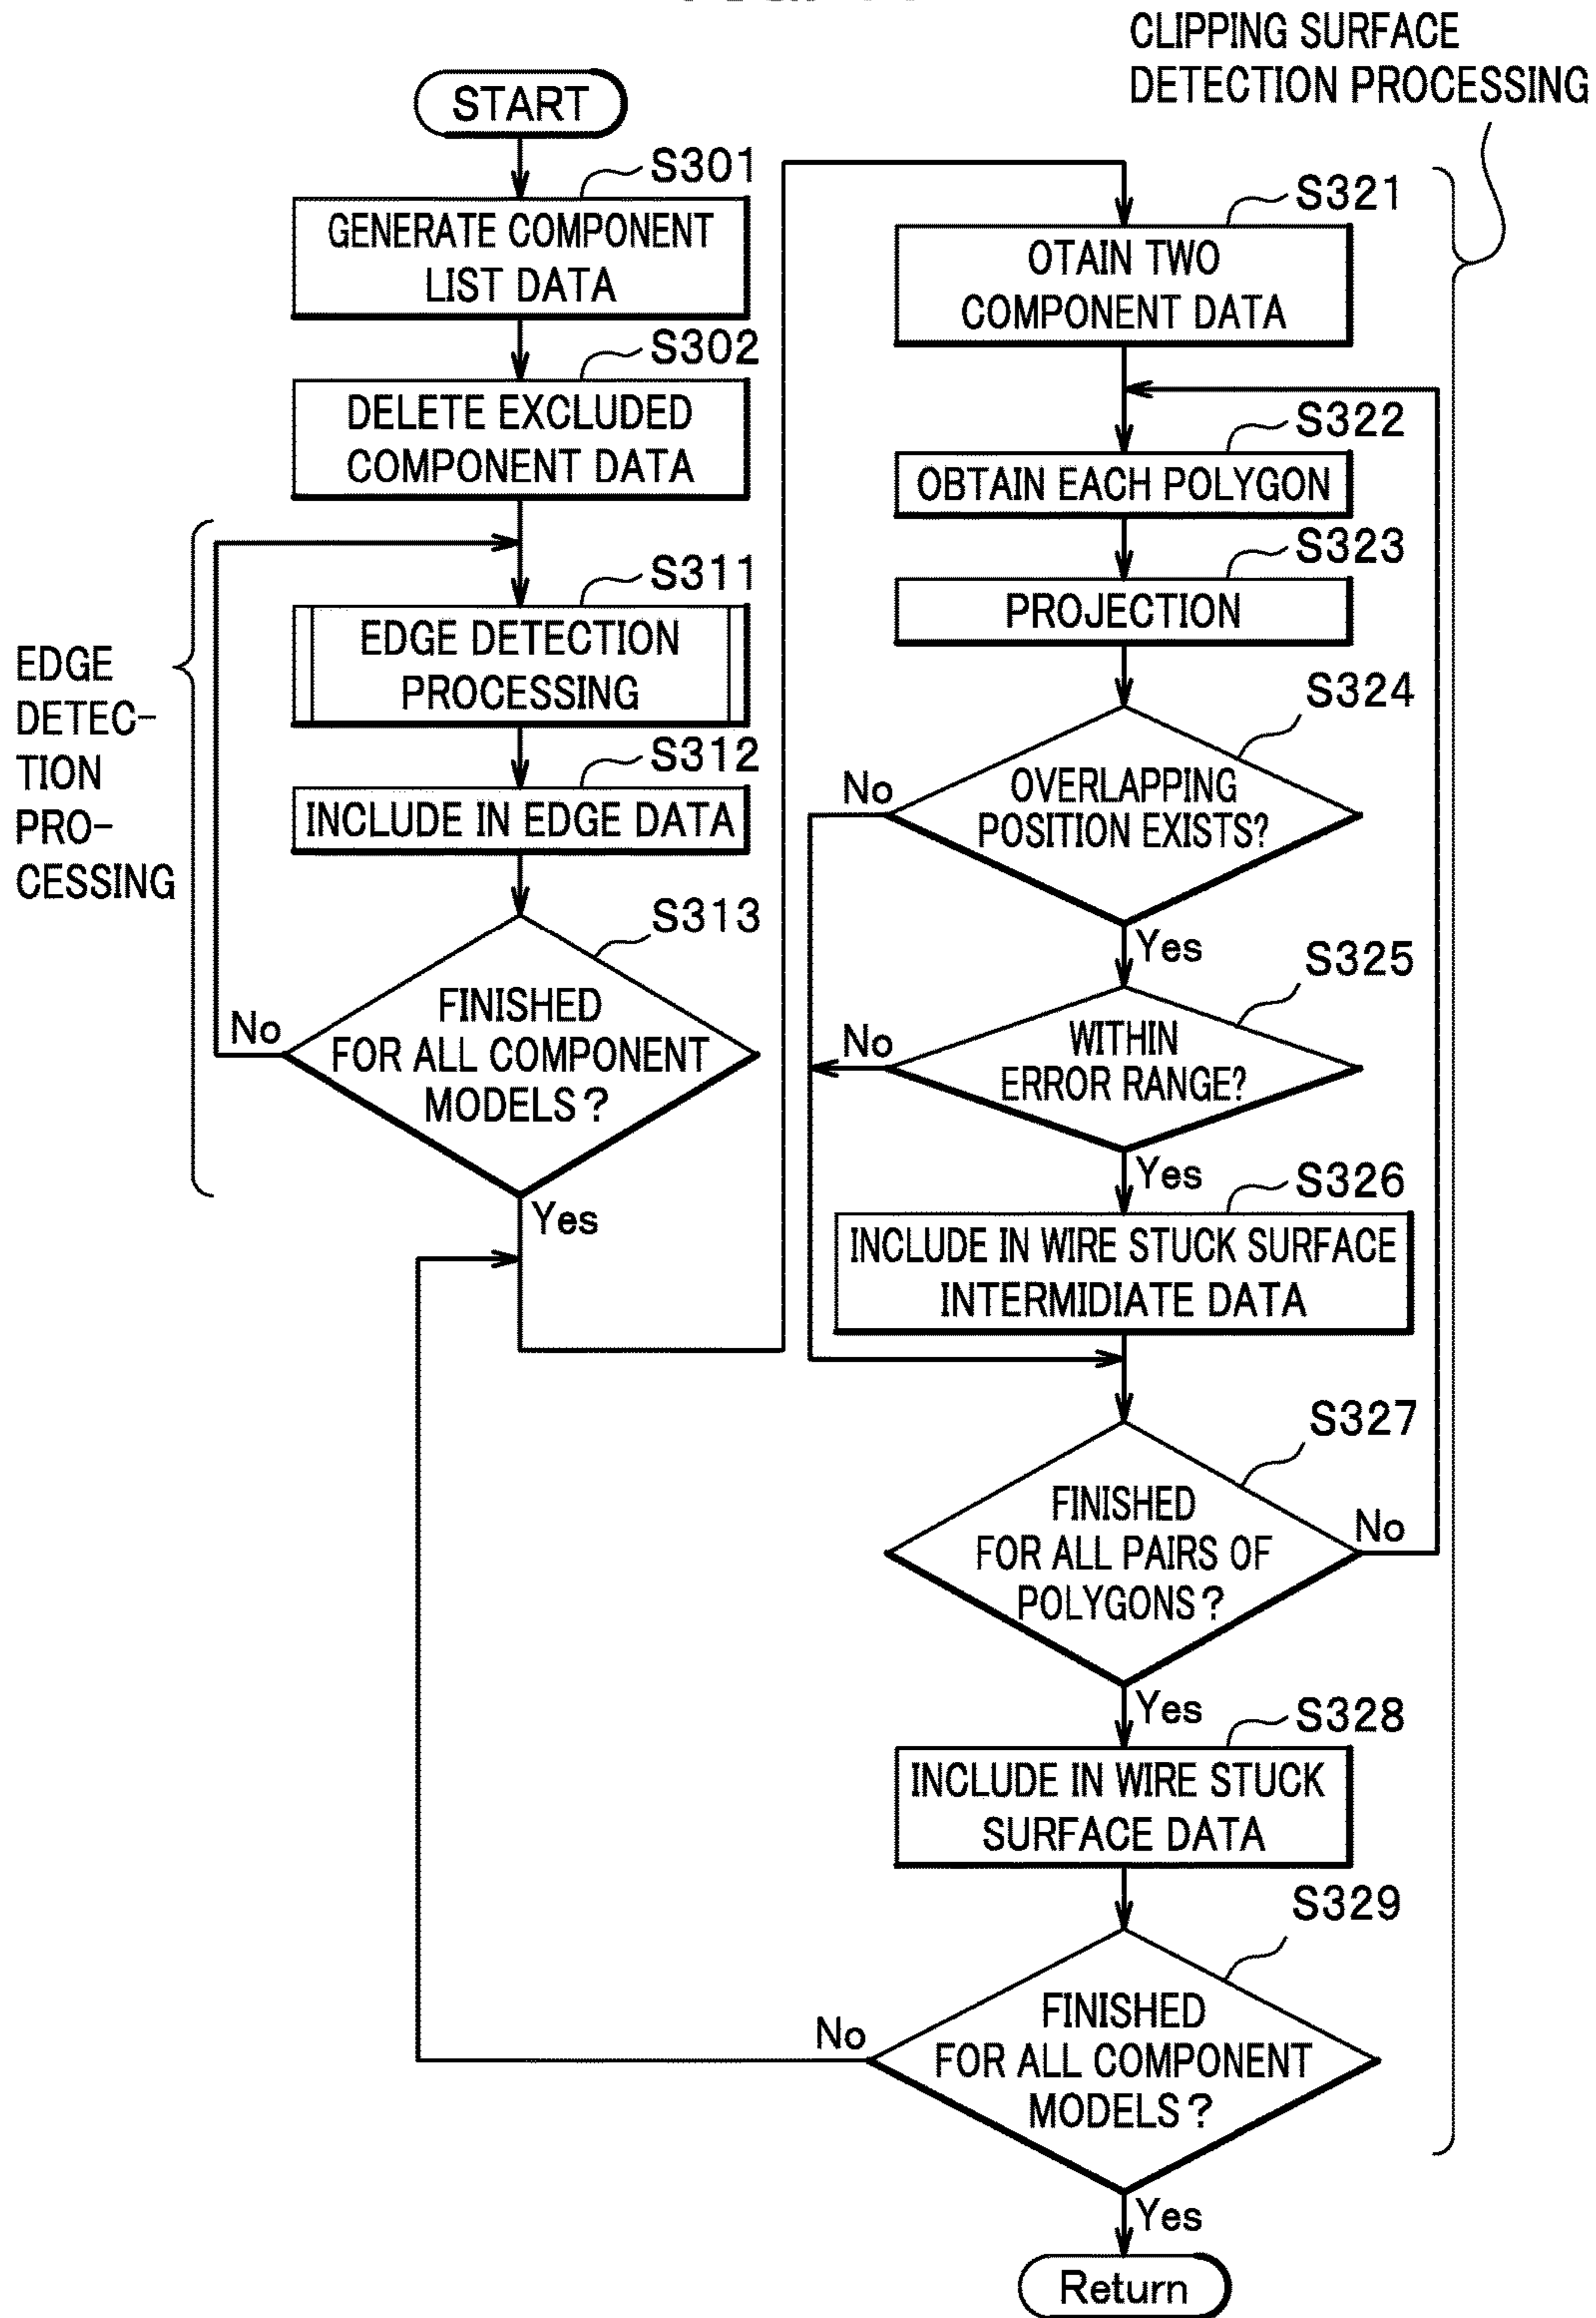 CLIPPING SURFACE
DETECTION PROCESSING
START
S301
GENERATE COMPONENT
LIST DATA
S302
DELETE EXCLUDED
COMPONENT DATA
EDGE
DETEC-
TION
PRO-
CESSING
S311
EDGE DETECTION
PROCESSING
S312
INCLUDE IN EDGE DATA
S313
FINISHED
FOR ALL COMPONENT
MODELS?
No
Yes
S321
OTAIN TWO
COMPONENT DATA
S322
OBTAIN EACH POLYGON
S323
PROJECTION
S324
OVERLAPPING
POSITION EXISTS?
No
Yes
S325
WITHIN
ERROR RANGE?
No
Yes
S326
INCLUDE IN WIRE STUCK SURFACE
INTERMIDIATE DATA
S327
FINISHED
FOR ALL PAIRS OF
POLYGONS?
No
Yes
S328
INCLUDE IN WIRE STUCK
SURFACE DATA
S329
FINISHED
FOR ALL COMPONENT
MODELS?
No
Yes
Return